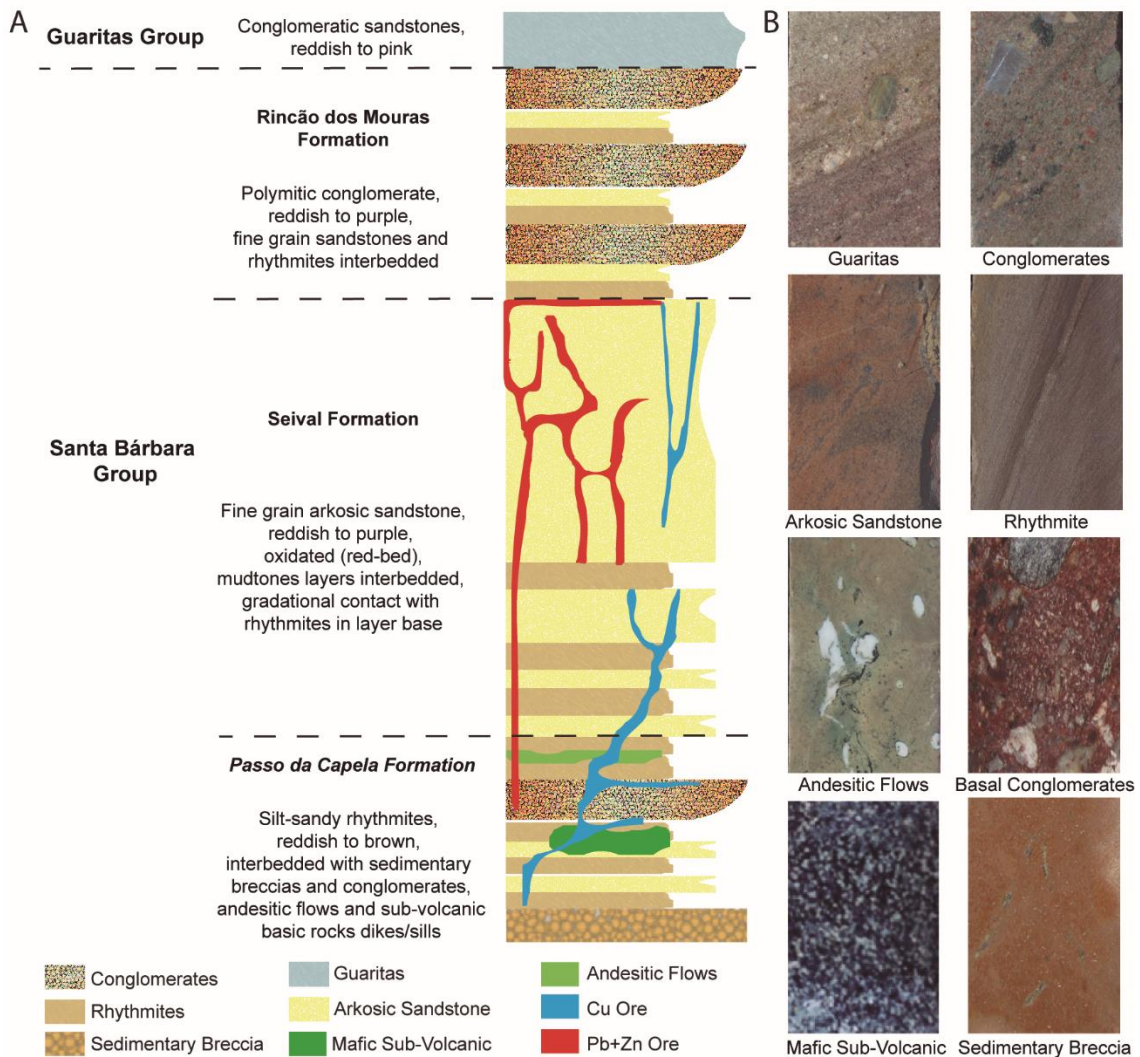 A
Guaritas Group
Conglomeratic sandstones,
reddish to pink
Rincão dos Mouras
Formation
Polymitic conglomerate,
reddish to purple,
fine grain sandstones and
rhythmites interbedded
Santa Bárbara
Group
Seival Formation
Fine grain arkosic sandstone,
reddish to purple,
oxidated (red-bed),
mudtones layers interbedded,
gradational contact with
rhythmites in layer base
Passo da Capela Formation
Silt-sandy rhythmites,
reddish to brown,
interbedded with sedimentary
breccias and conglomerates,
andesitic flows and sub-volcanic
basic rocks dikes/sills
Conglomerates
Rhythmites
Sedimentary Breccia
Guaritas
Arkosic Sandstone
Mafic Sub-Volcanic
Andesitic Flows
Cu Ore
Pb+Zn Ore
B
Guaritas
Conglomerates
Arkosic Sandstone
Rhythmite
Andesitic Flows
Basal Conglomerates
Mafic Sub-Volcanic
Sedimentary Breccia